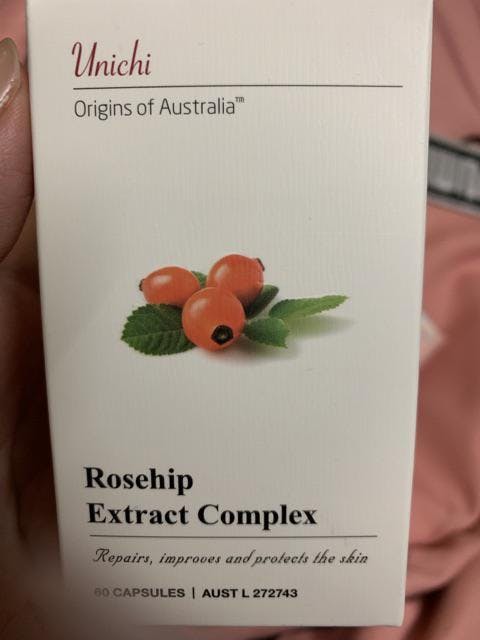 Unichi
Origins of Australia™
Rosehip
Extract Complex
Repairs, improves and protects the skin
60 CAPSULES | AUST L 272743